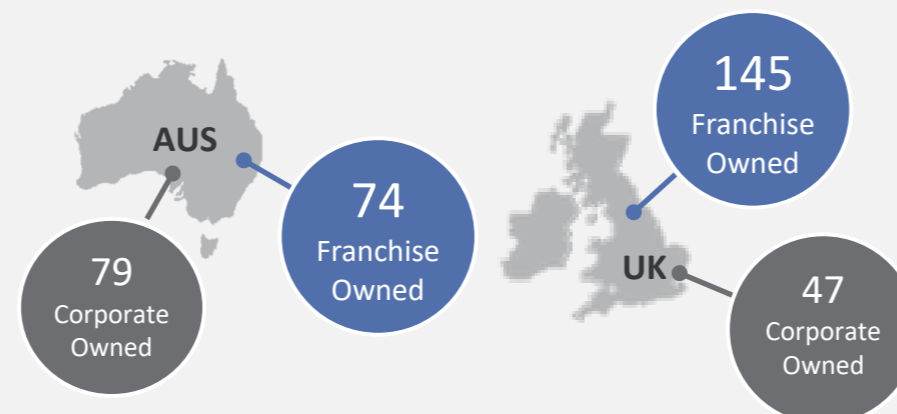 AUS
79
Corporate
Owned
74
Franchise
Owned
145
Franchise
Owned
UK
47
Corporate
Owned